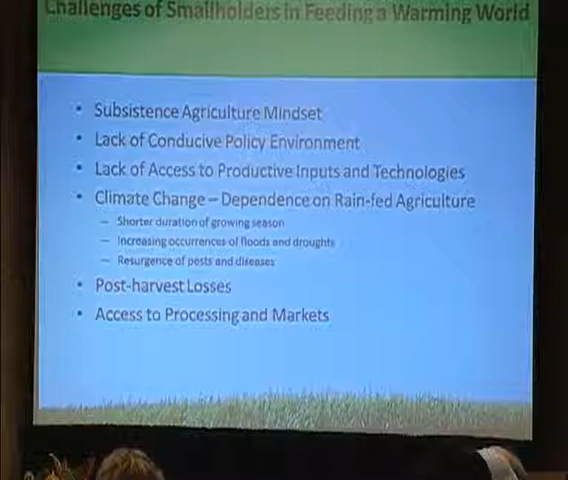 Challenges of Smallholders in Feeding a Warming World
• Subsistence Agriculture Mindset
• Lack of Conducive Policy Environment
• Lack of Access to Productive Inputs and Technologies
• Climate Change – Dependence on Rain-fed Agriculture
– Shorter duration of growing season
– Increasing occurrences of floods and droughts
– Resurgence of pests and diseases
• Post-harvest Losses
• Access to Processing and Markets